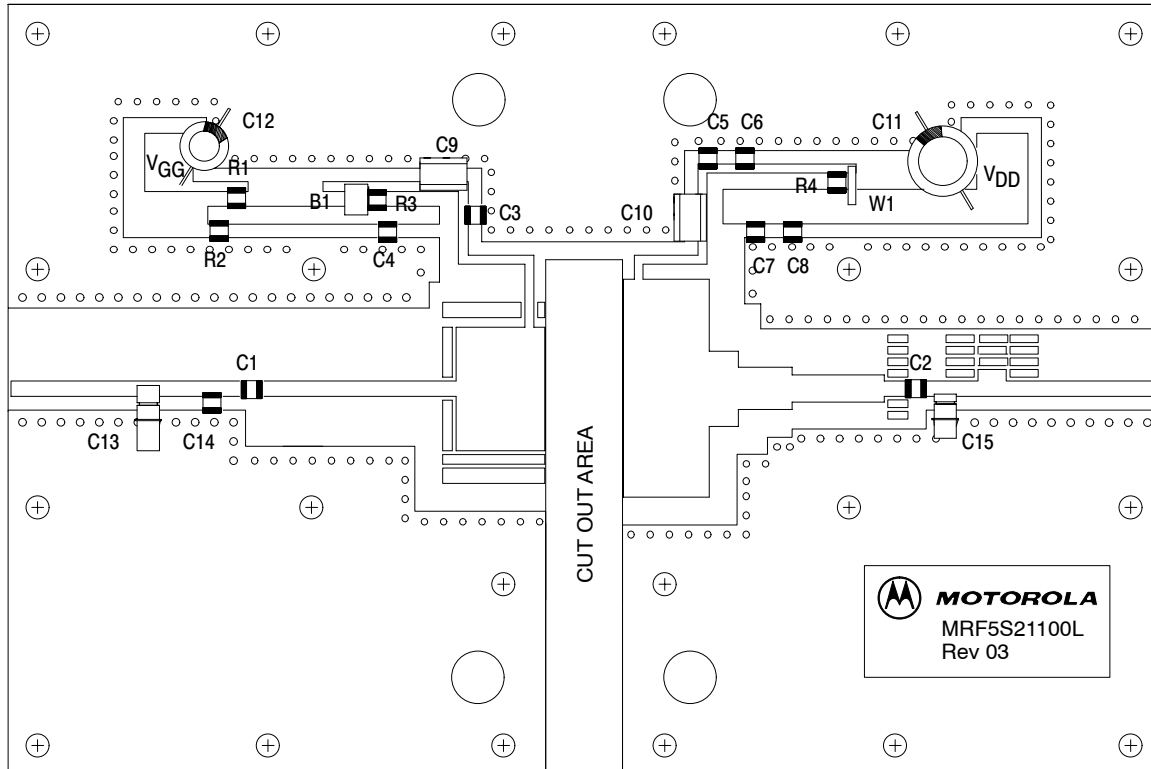 C12
C9
C5 C6
C11
VGG
R1
B1
R3
C3
C10
R4
W1
VDD
R2
C4
C7
C8
C1
C2
C13
C14
C15
CUT OUT AREA
MOTOROLA
MRF5S21100L
Rev 03